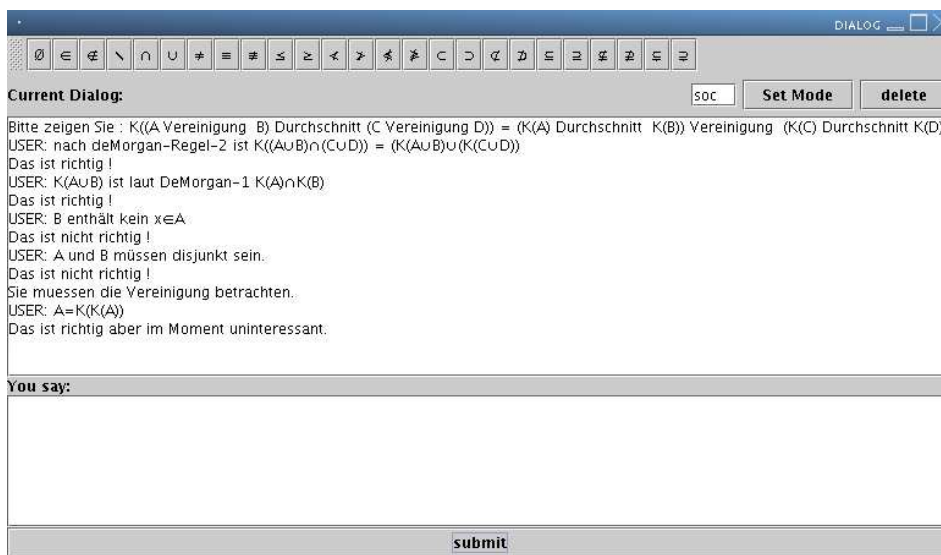 DIALOG
∅ ∈ ∉ \ ∩ ∪ ≠ ≡ ≢ ≤ ≥ ≮ ≯ ≰ ≱ ⊂ ⊃ ⊄ ⊅ ⊆ ⊇ ⊈ ⊉ ⊊ ⊋
Current Dialog: soc Set Mode delete
Bitte zeigen Sie : K((A Vereinigung B) Durchschnitt (C Vereinigung D)) = (K(A) Durchschnitt K(B)) Vereinigung (K(C) Durchschnitt K(D)
USER: nach deMorgan-Regel-2 ist K((A∪B)∩(C∪D)) = (K(A∪B)∪(K(C∪D))
Das ist richtig !
USER: K(A∪B) ist laut DeMorgan-1 K(A)∩K(B)
Das ist richtig !
USER: B enthält kein x∈A
Das ist nicht richtig !
USER: A und B müssen disjunkt sein.
Das ist nicht richtig !
Sie muessen die Vereinigung betrachten.
USER: A=K(K(A))
Das ist richtig aber im Moment uninteressant.
You say:
submit